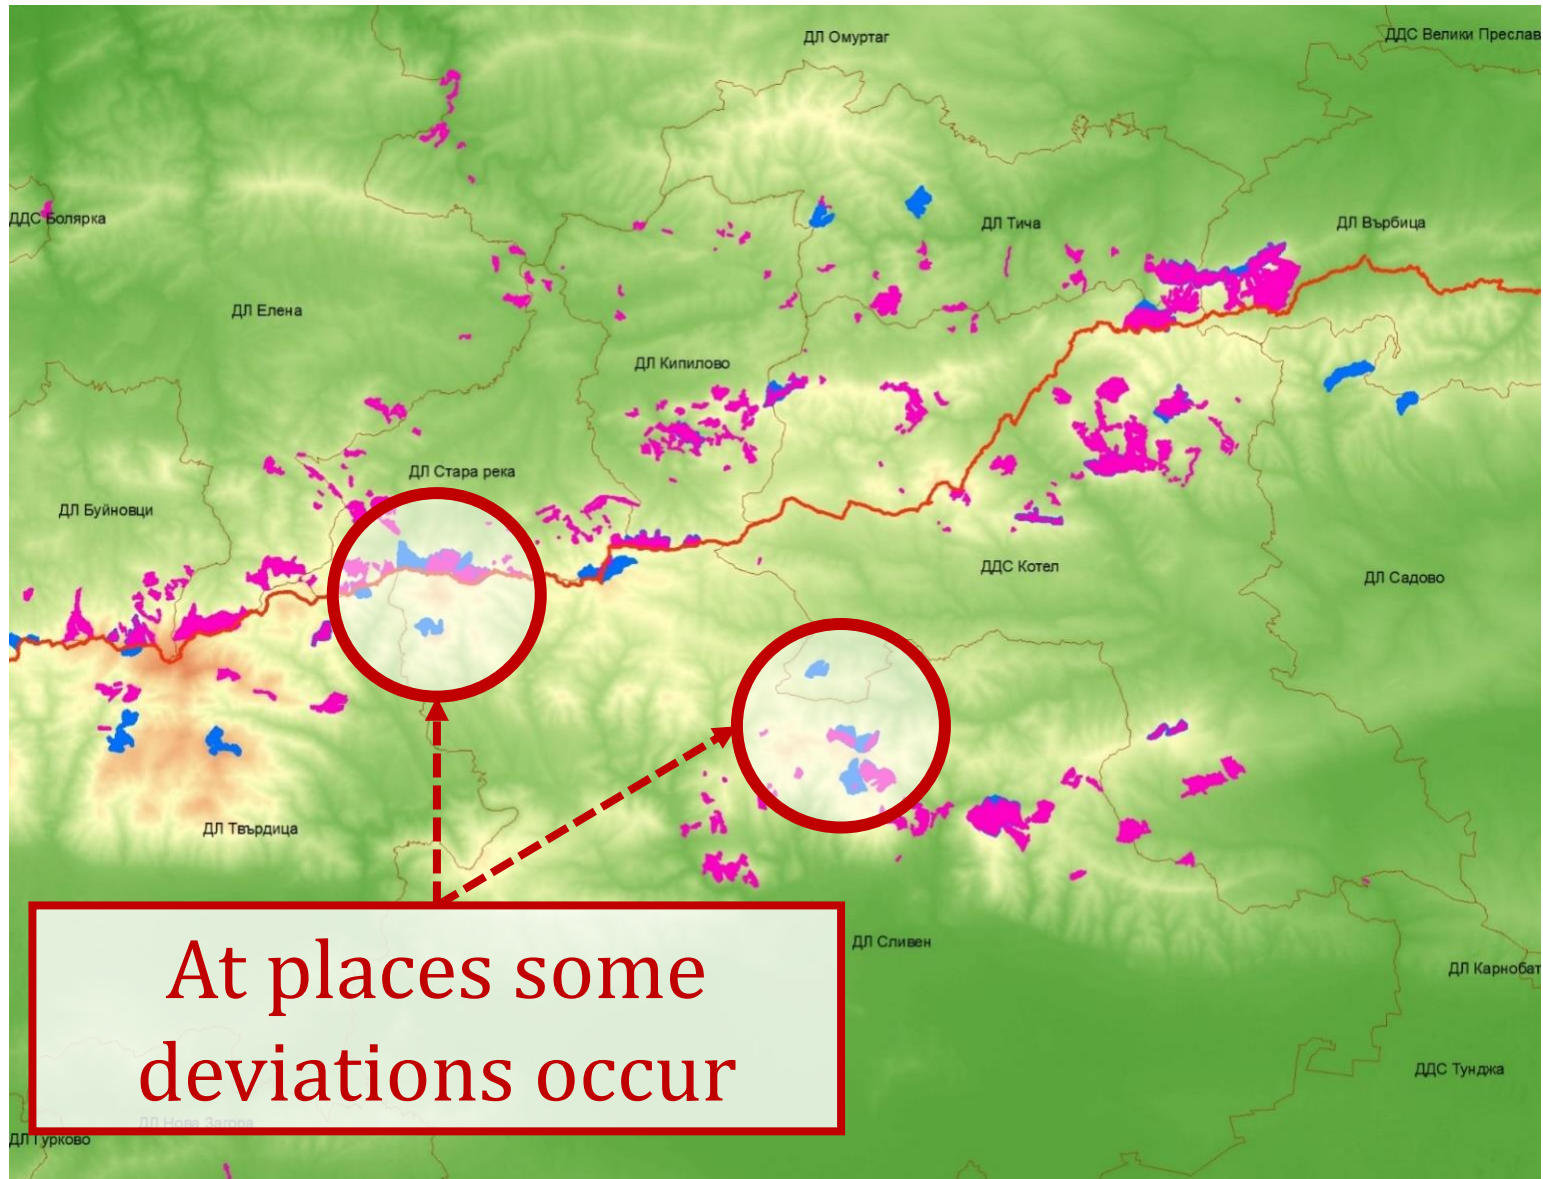 ДЛ Омуртаг
ДДС Велики Преслав
ДДС Болярка
ДЛ Тича
ДЛ Върбица
ДЛ Елена
ДЛ Кипилово
ДЛ Стара река
ДЛ Буйновци
ДДС Котел
ДЛ Садово
ДЛ Твърдица
At places some
deviations occur
ДЛ Сливен
ДЛ Карнобат
ДДС Тунджа
ДЛ Нова Загора
ДЛ Гурково